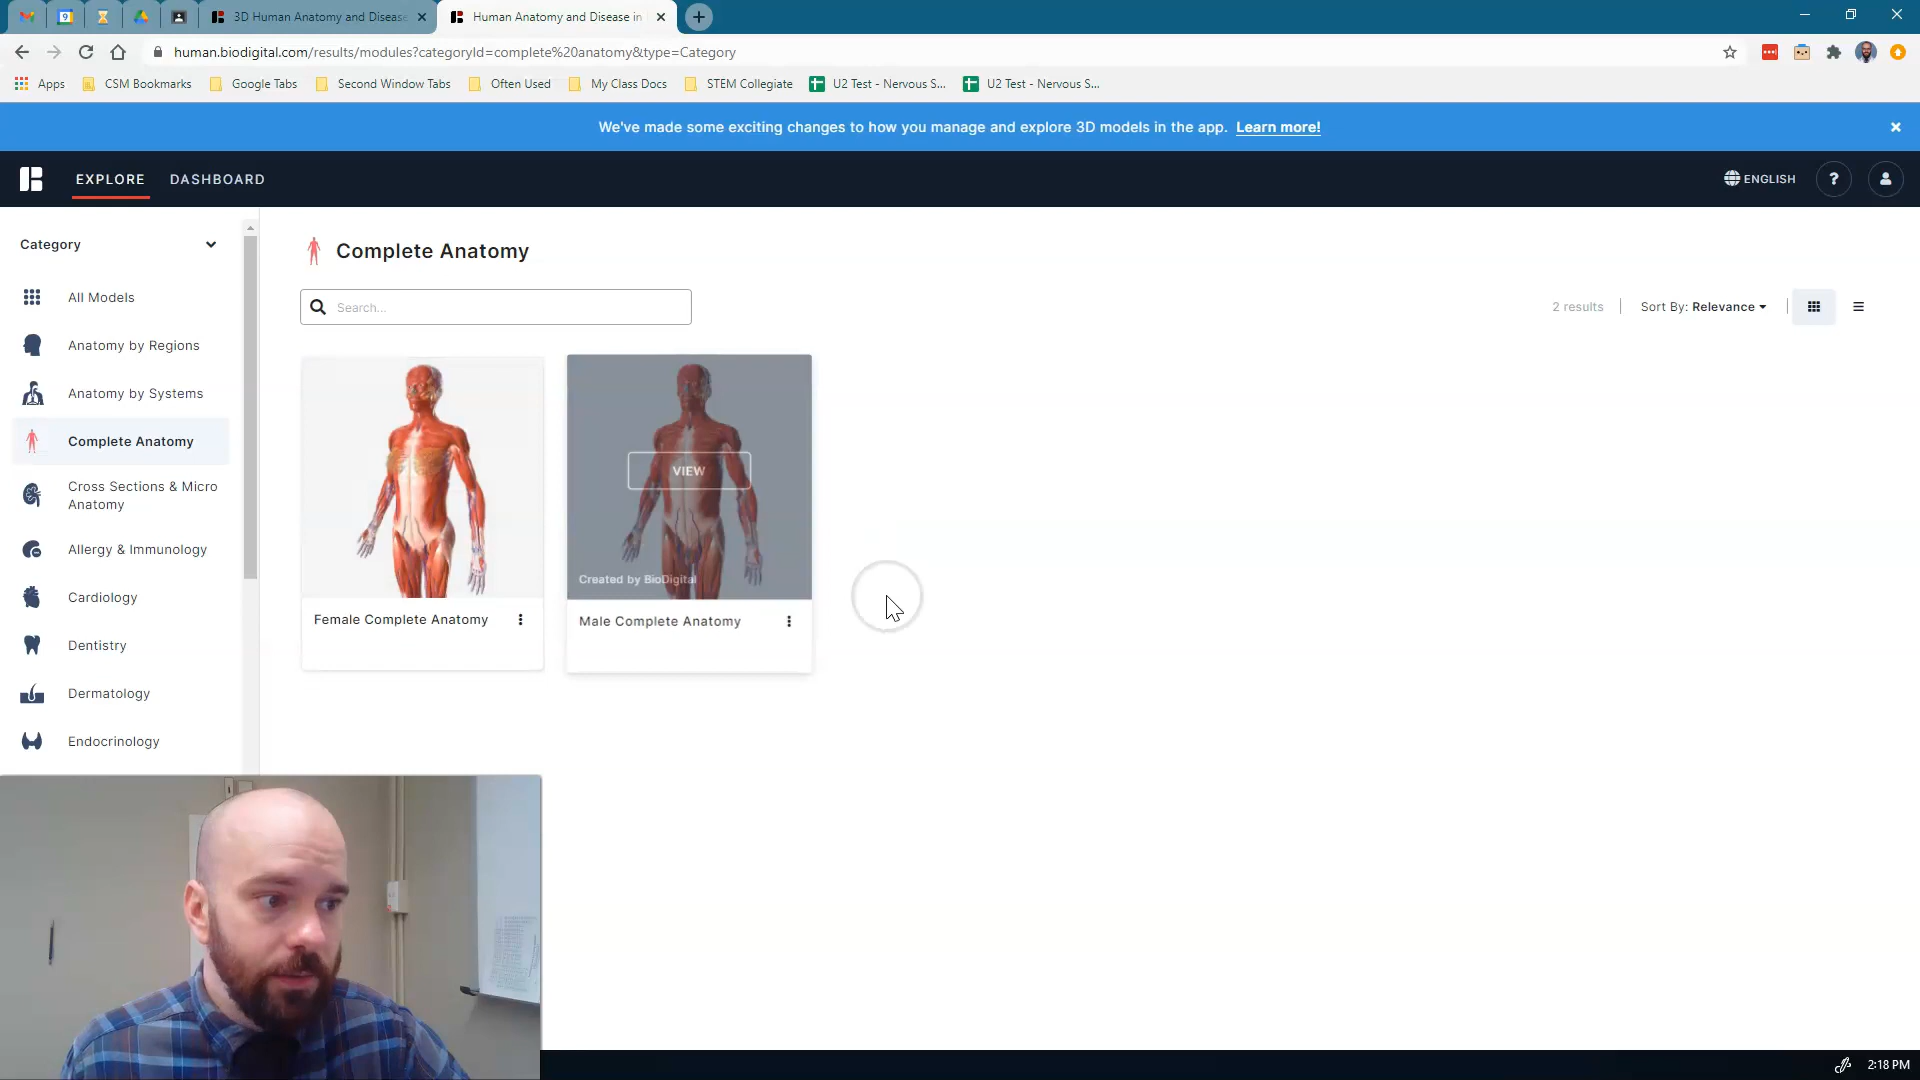 3D Human Anatomy and Disease
Human Anatomy and Disease in
human.biodigital.com/results/modules?categoryId=complete%20anatomy&type=Category
Apps
CSM Bookmarks
Google Tabs
Second Window Tabs
Often Used
My Class Docs
STEM Collegiate
U2 Test - Nervous S...
U2 Test - Nervous S...
We've made some exciting changes to how you manage and explore 3D models in the app. Learn more!
EXPLORE
DASHBOARD
ENGLISH
?
Category
All Models
Anatomy by Regions
Anatomy by Systems
Complete Anatomy
Cross Sections & Micro
Anatomy
Allergy & Immunology
Cardiology
Dentistry
Dermatology
Endocrinology
Complete Anatomy
Search...
2 results
Sort By: Relevance
VIEW
Created by BioDigital
Female Complete Anatomy
Male Complete Anatomy
2:18 PM